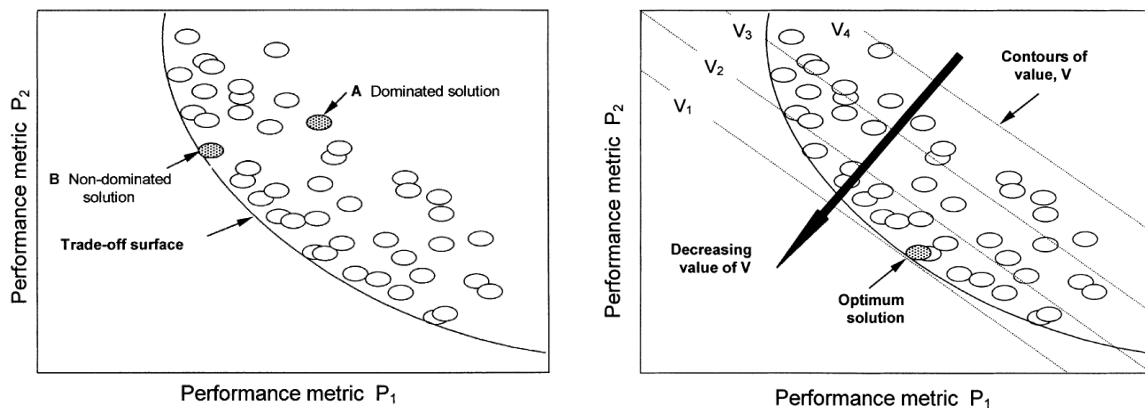 A Dominated solution
B Non-dominated
solution
Trade-off surface
Performance metric P2
Performance metric P1
V3
V4
V2
V1
Contours of
value, V
Decreasing
value of V
Optimum
solution
Performance metric P2
Performance metric P1